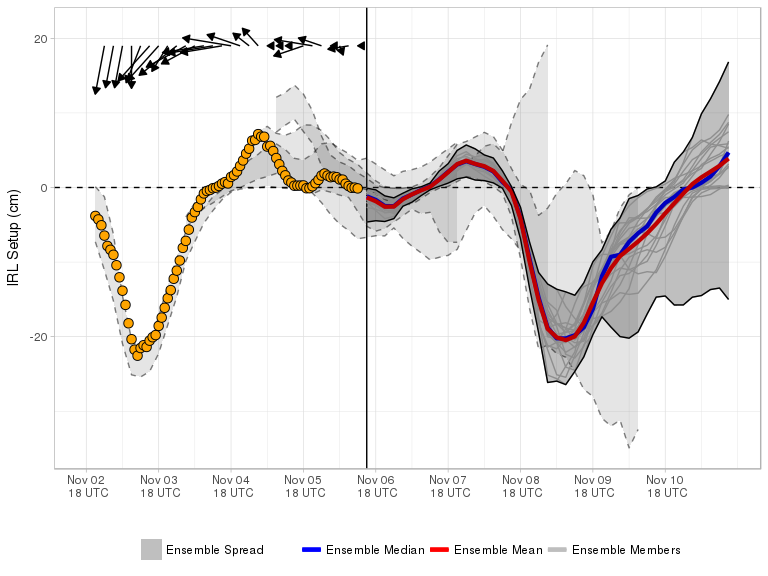 20
0
-20
IRL Setup (cm)
Nov 02 Nov 03 Nov 04 Nov 05 Nov 06 Nov 07 Nov 08 Nov 09 Nov 10
18 UTC 18 UTC 18 UTC 18 UTC 18 UTC 18 UTC 18 UTC 18 UTC 18 UTC
Ensemble Spread Ensemble Median Ensemble Mean Ensemble Members